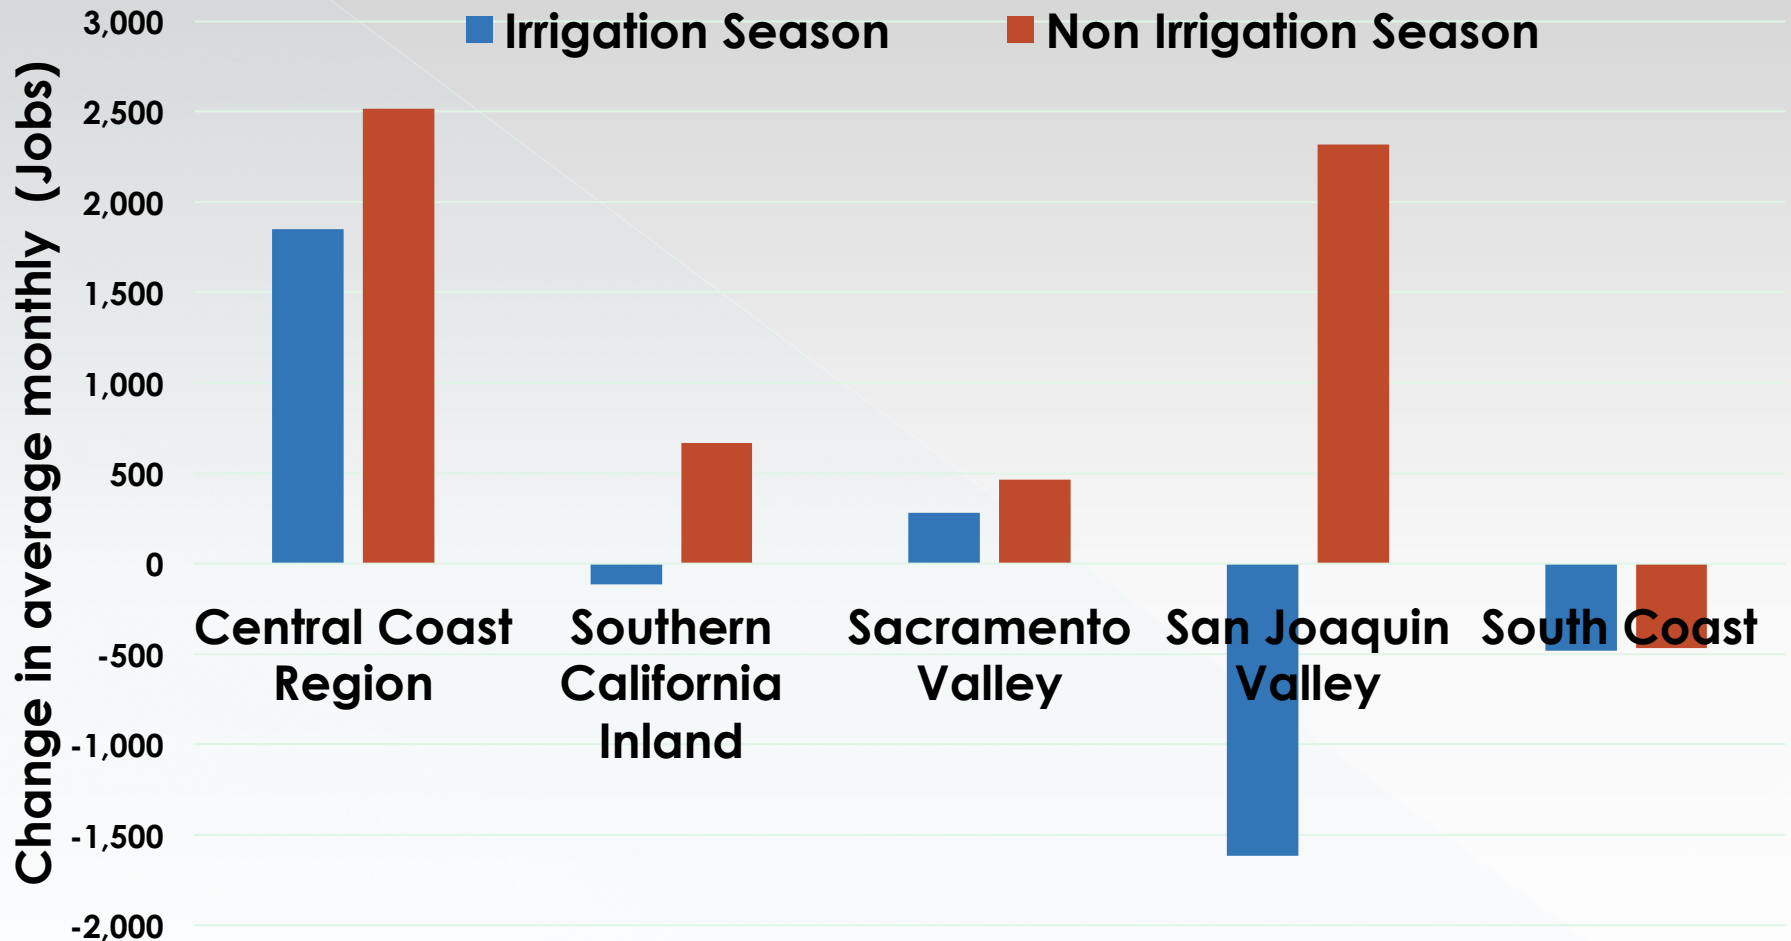 Irrigation Season
Non Irrigation Season
Change in average monthly (Jobs)
3,000
2,500
2,000
1,500
1,000
500
0
-500
-1,000
-1,500
-2,000
Central Coast
Region
Southern
California
Inland
Sacramento
Valley
San Joaquin
Valley
South Coast